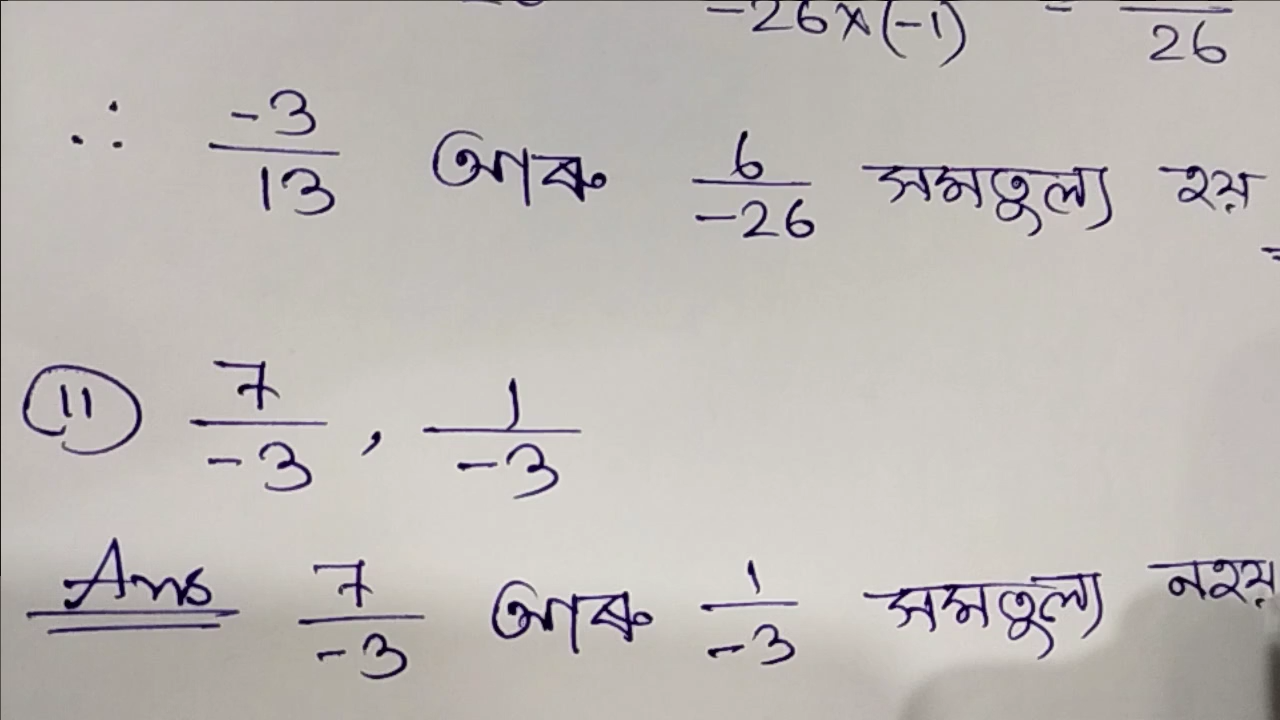 -26×(-1) = /26
∴ -3/13 আৰু 6/-26 সমতুল্য হয়
(11) 7/-3 , 1/-3
Ans 7/-3 আৰু 1/-3 সমতুল্য নহয়